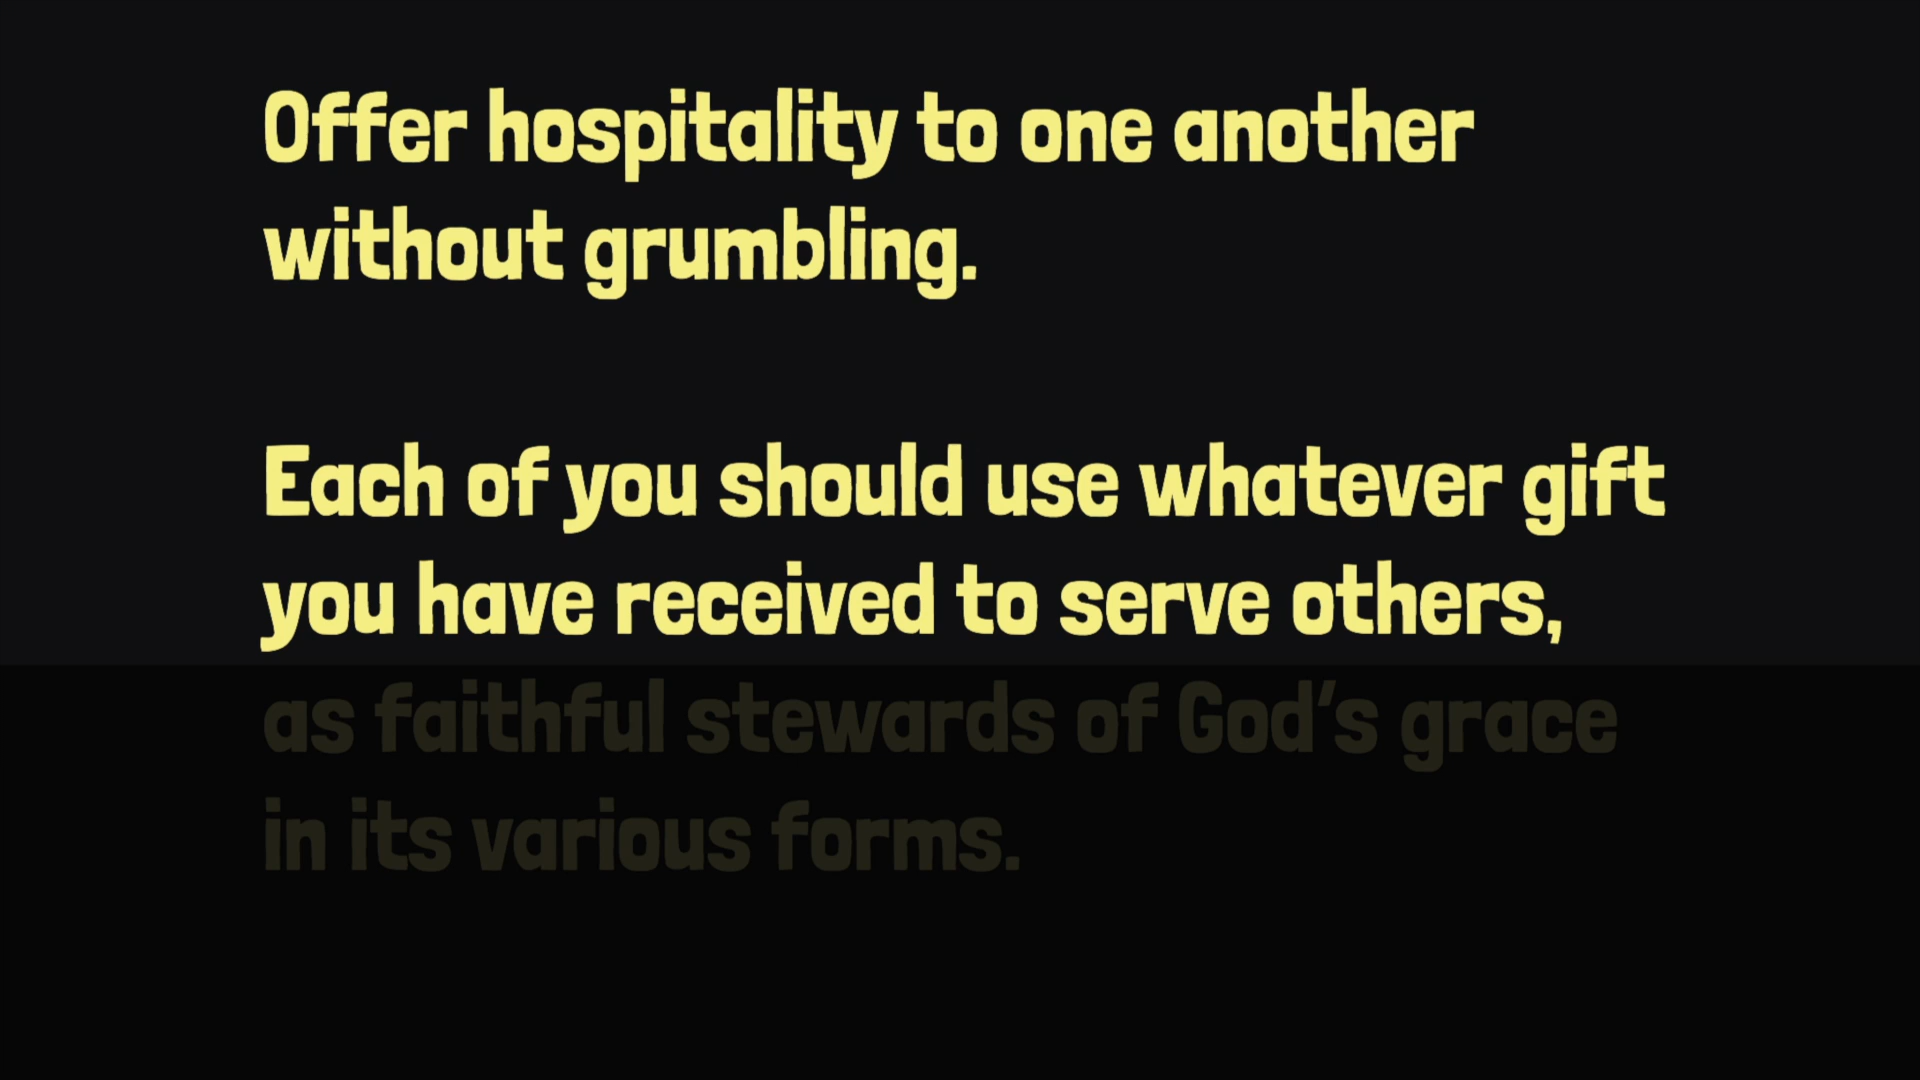 Offer hospitality to one another
without grumbling.
Each of you should use whatever gift
you have received to serve others,
as faithful stewards of God’s grace
in its various forms.